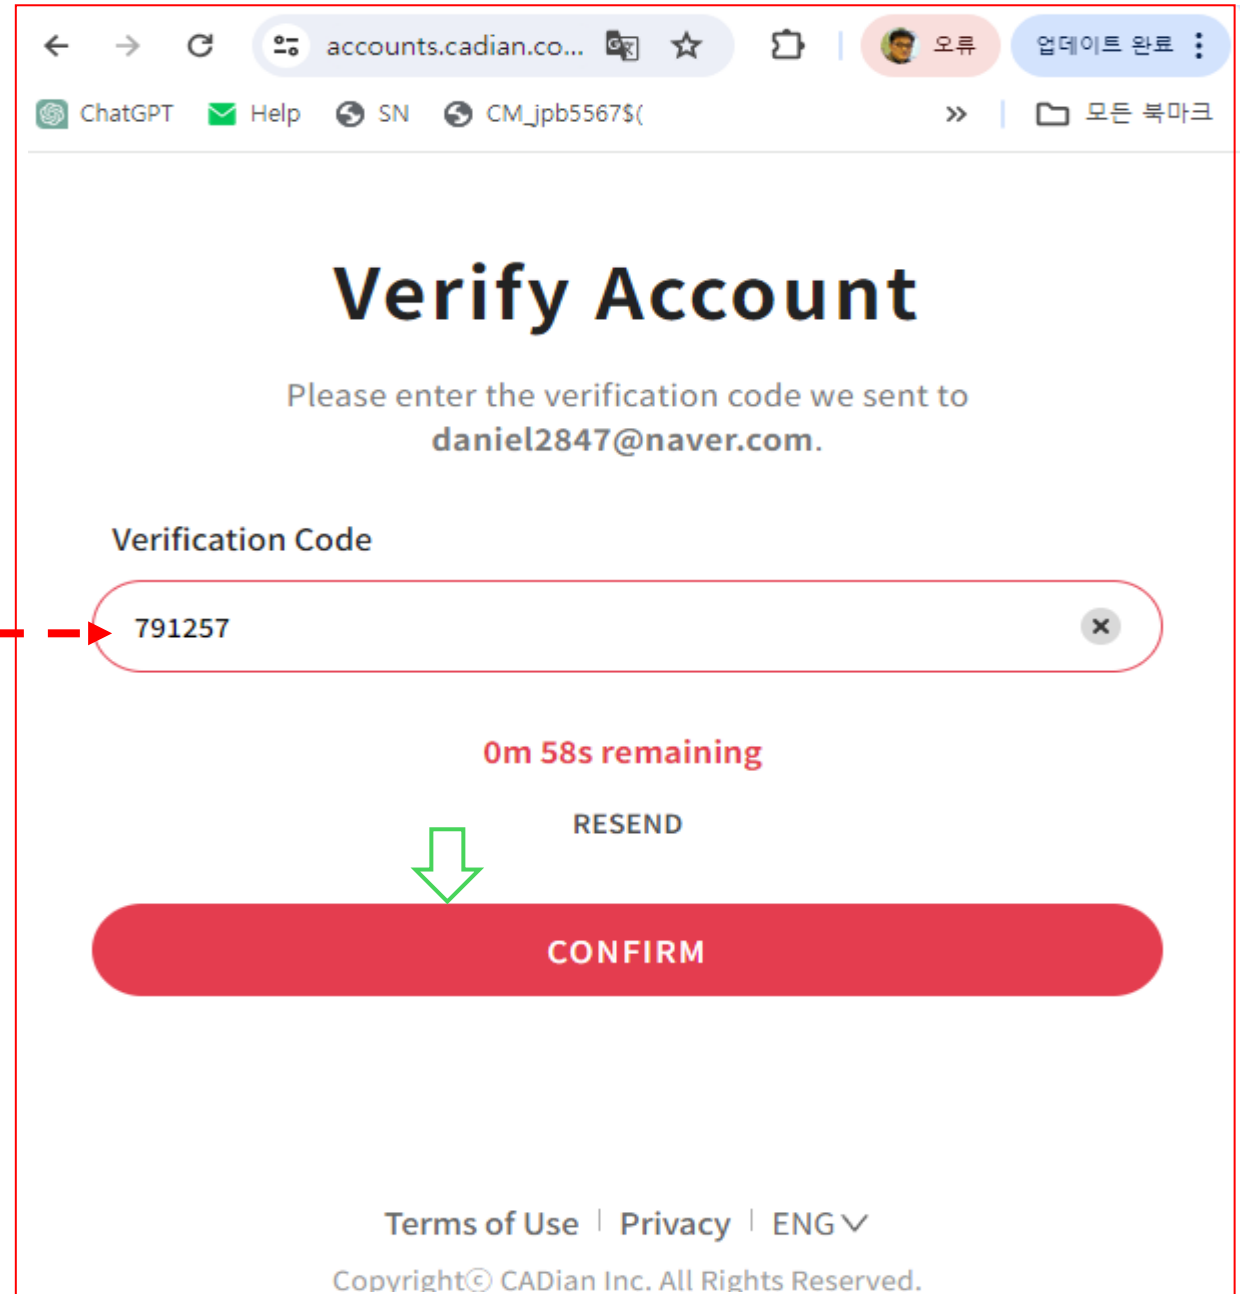 accounts.cadian.co... 오류 업데이트 완료
ChatGPT Help SN CM_jpb5567$( » 모든 북마크
Verify Account
Please enter the verification code we sent to
daniel2847@naver.com.
Verification Code
791257
0m 58s remaining
RESEND
CONFIRM
Terms of Use | Privacy | ENG
Copyrightⓒ CADian Inc. All Rights Reserved.